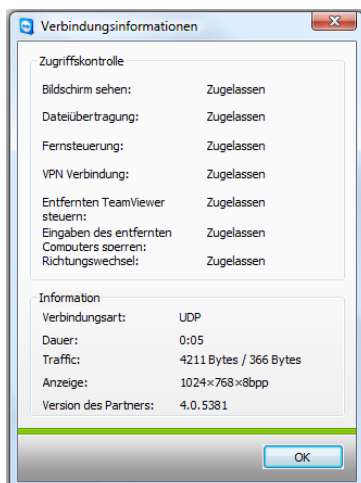 Verbindungsinformationen
Zugriffskontrolle
Bildschirm sehen: Zugelassen
Dateiübertragung: Zugelassen
Fernsteuerung: Zugelassen
VPN Verbindung: Zugelassen
Entfernten TeamViewer Zugelassen
steuern:
Eingaben des entfernten Zugelassen
Computers sperren:
Richtungswechsel: Zugelassen
Information
Verbindungsart: UDP
Dauer: 0:05
Traffic: 4211 Bytes / 366 Bytes
Anzeige: 1024×768×8bpp
Version des Partners: 4.0.5381
OK